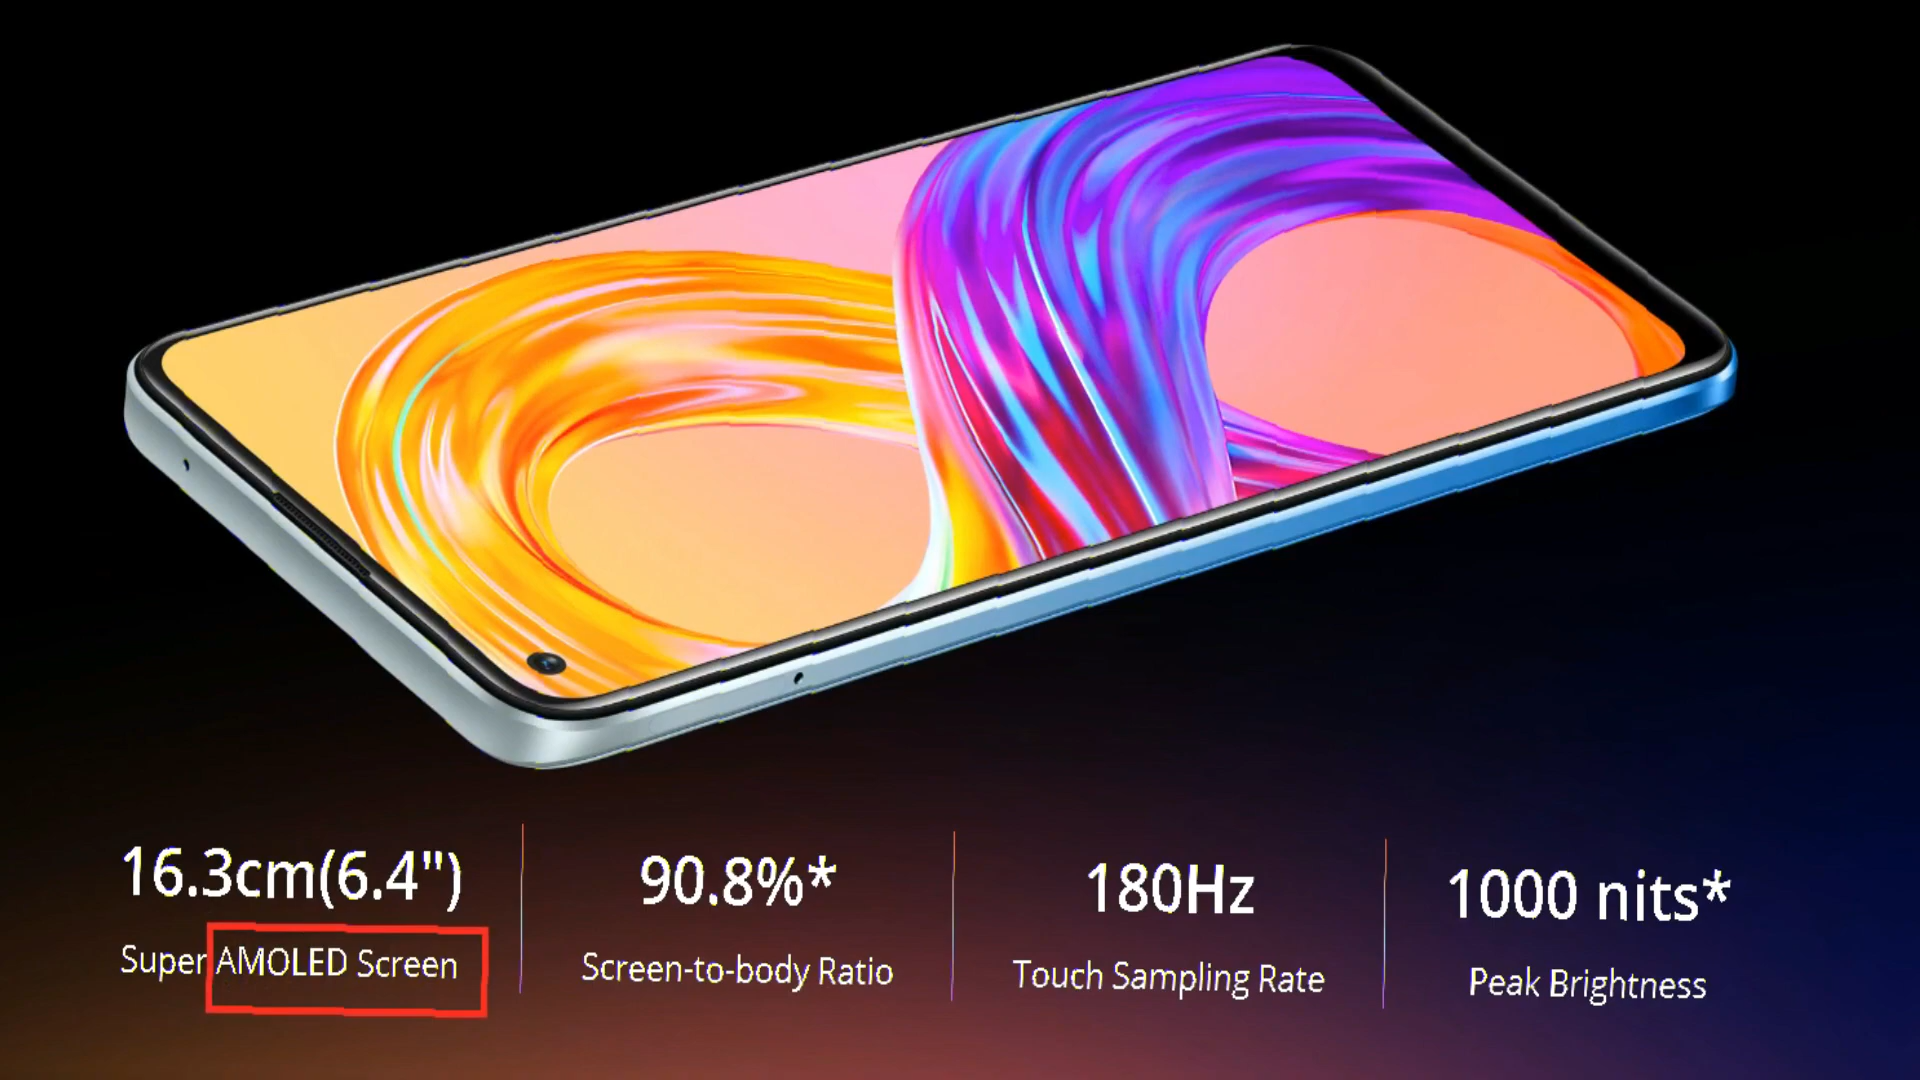 16.3cm(6.4")
Super AMOLED Screen
90.8%*
Screen-to-body Ratio
180Hz
Touch Sampling Rate
1000 nits*
Peak Brightness